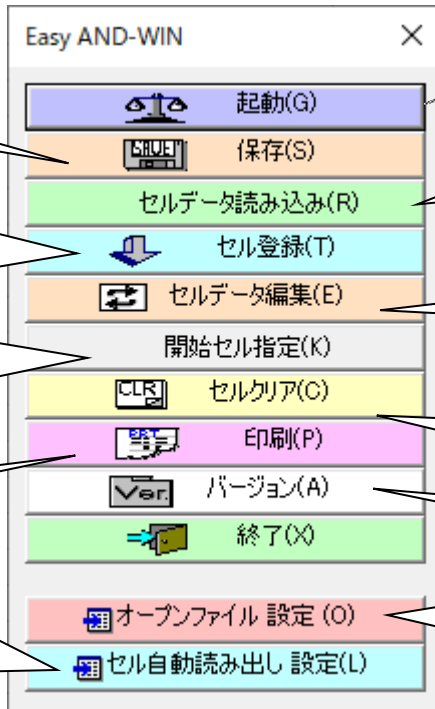 Easy AND-WIN
起動(G)
SAVE! 保存(S)
セルデータ読み込み(R)
セル登録(T)
セルデータ編集(E)
開始セル指定(K)
CLR セルクリア(C)
PRT 印刷(P)
Ver. バージョン(A)
終了(X)
オープンファイル 設定 (O)
セル自動読み出し 設定(L)